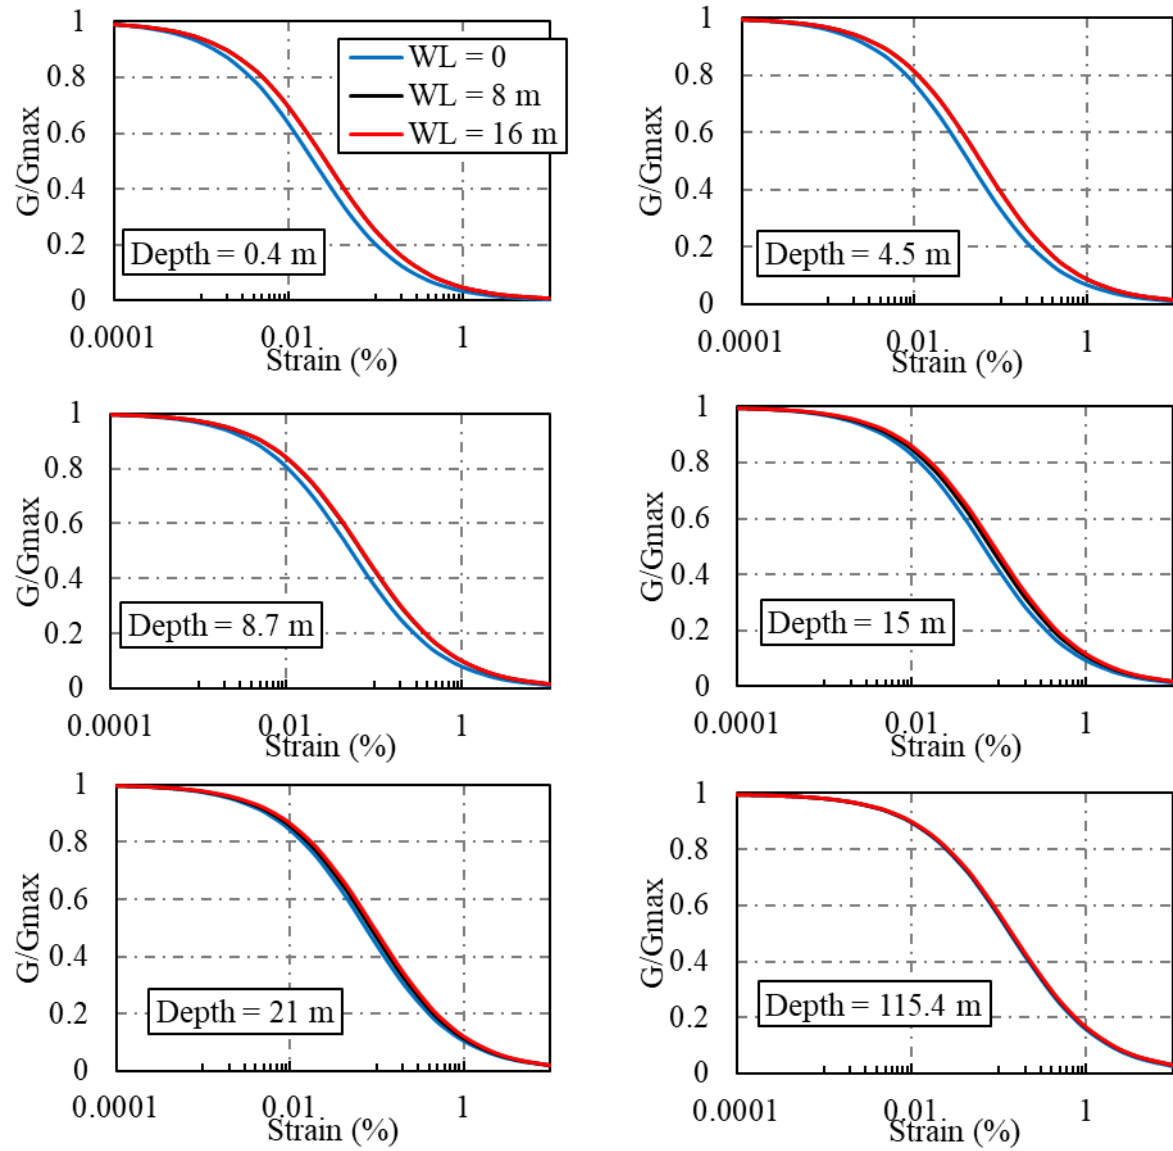 1
0.8
0.6
0.4
0.2
0
G/Gmax
WL = 0
WL = 8 m
WL = 16 m
Depth = 0.4 m
0.0001
0.01
1
Strain (%)
1
0.8
0.6
0.4
0.2
0
G/Gmax
Depth = 4.5 m
0.0001
0.01
1
Strain (%)
1
0.8
0.6
0.4
0.2
0
G/Gmax
Depth = 8.7 m
0.0001
0.01
1
Strain (%)
1
0.8
0.6
0.4
0.2
0
G/Gmax
Depth = 15 m
0.0001
0.01
1
Strain (%)
1
0.8
0.6
0.4
0.2
0
G/Gmax
Depth = 21 m
0.0001
0.01
1
Strain (%)
1
0.8
0.6
0.4
0.2
0
G/Gmax
Depth = 115.4 m
0.0001
0.01
1
Strain (%)